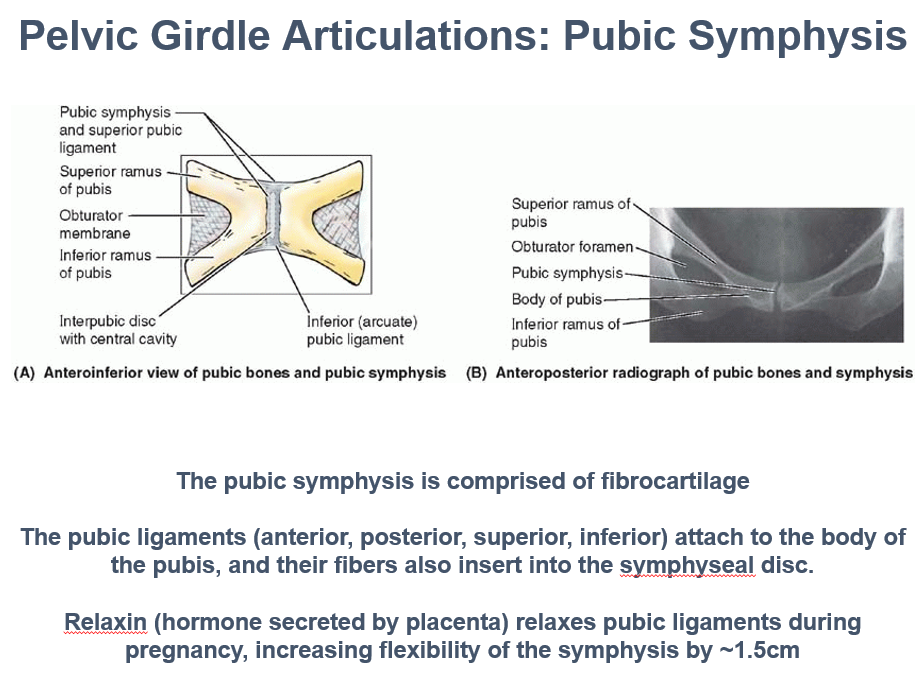 Pelvic Girdle Articulations: Pubic Symphysis
Pubic symphysis
and superior pubic
ligament
Superior ramus
of pubis
Obturator
membrane
Inferior ramus
of pubis
Interpubic disc
with central cavity
Inferior (arcuate)
pubic ligament
(A) Anteroinferior view of pubic bones and pubic symphysis
Superior ramus of
pubis
Obturator foramen
Pubic symphysis
Body of pubis
Inferior ramus of
pubis
(B) Anteroposterior radiograph of pubic bones and symphysis
The pubic symphysis is comprised of fibrocartilage
The pubic ligaments (anterior, posterior, superior, inferior) attach to the body of
the pubis, and their fibers also insert into the symphyseal disc.
Relaxin (hormone secreted by placenta) relaxes pubic ligaments during
pregnancy, increasing flexibility of the symphysis by ~1.5cm